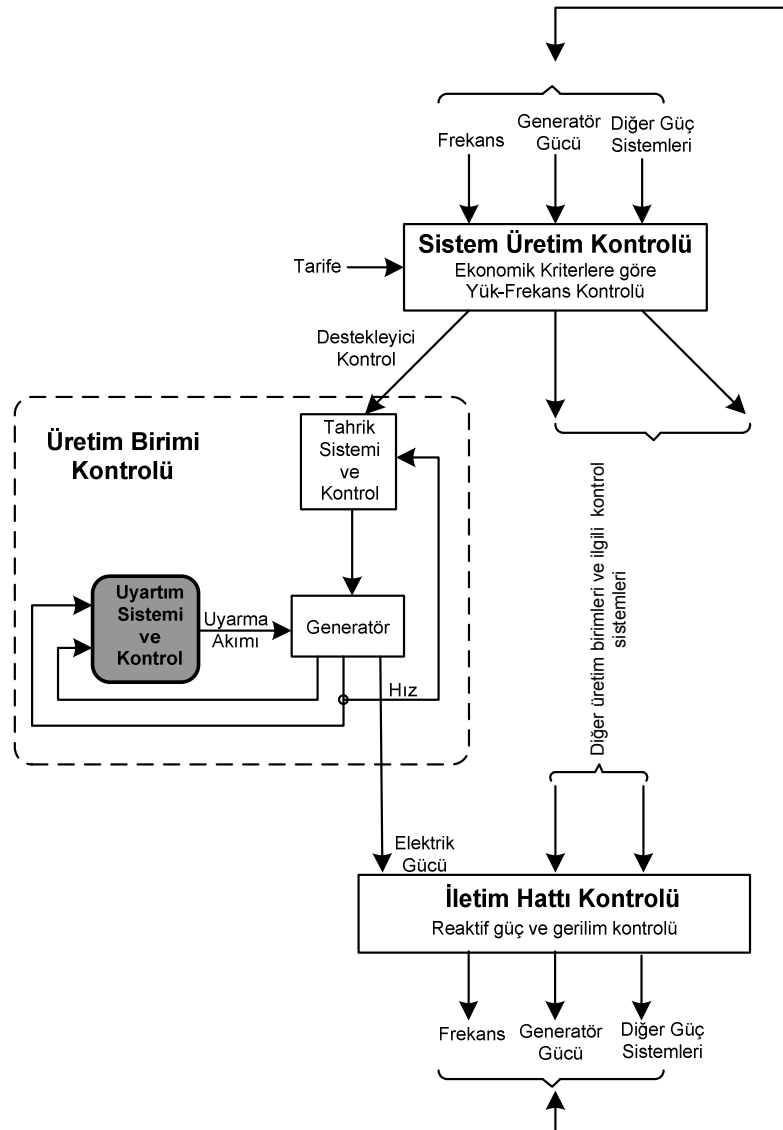 Frekans
Generatör
Gücü
Diğer Güç
Sistemleri
Sistem Üretim Kontrolü
Ekonomik Kriterlere göre
Yük-Frekans Kontrolü
Tarife
Destekleyici
Kontrol
Üretim Birimi
Kontrolü
Tahrik
Sistemi
ve
Kontrol
Uyartım
Sistemi
ve
Kontrol
Uyarma
Akımı
Generatör
Hız
Diğer üretim birimleri ve ilgili kontrol
sistemleri
Elektrik
Gücü
İletim Hattı Kontrolü
Reaktif güç ve gerilim kontrolü
Frekans
Generatör
Gücü
Diğer Güç
Sistemleri